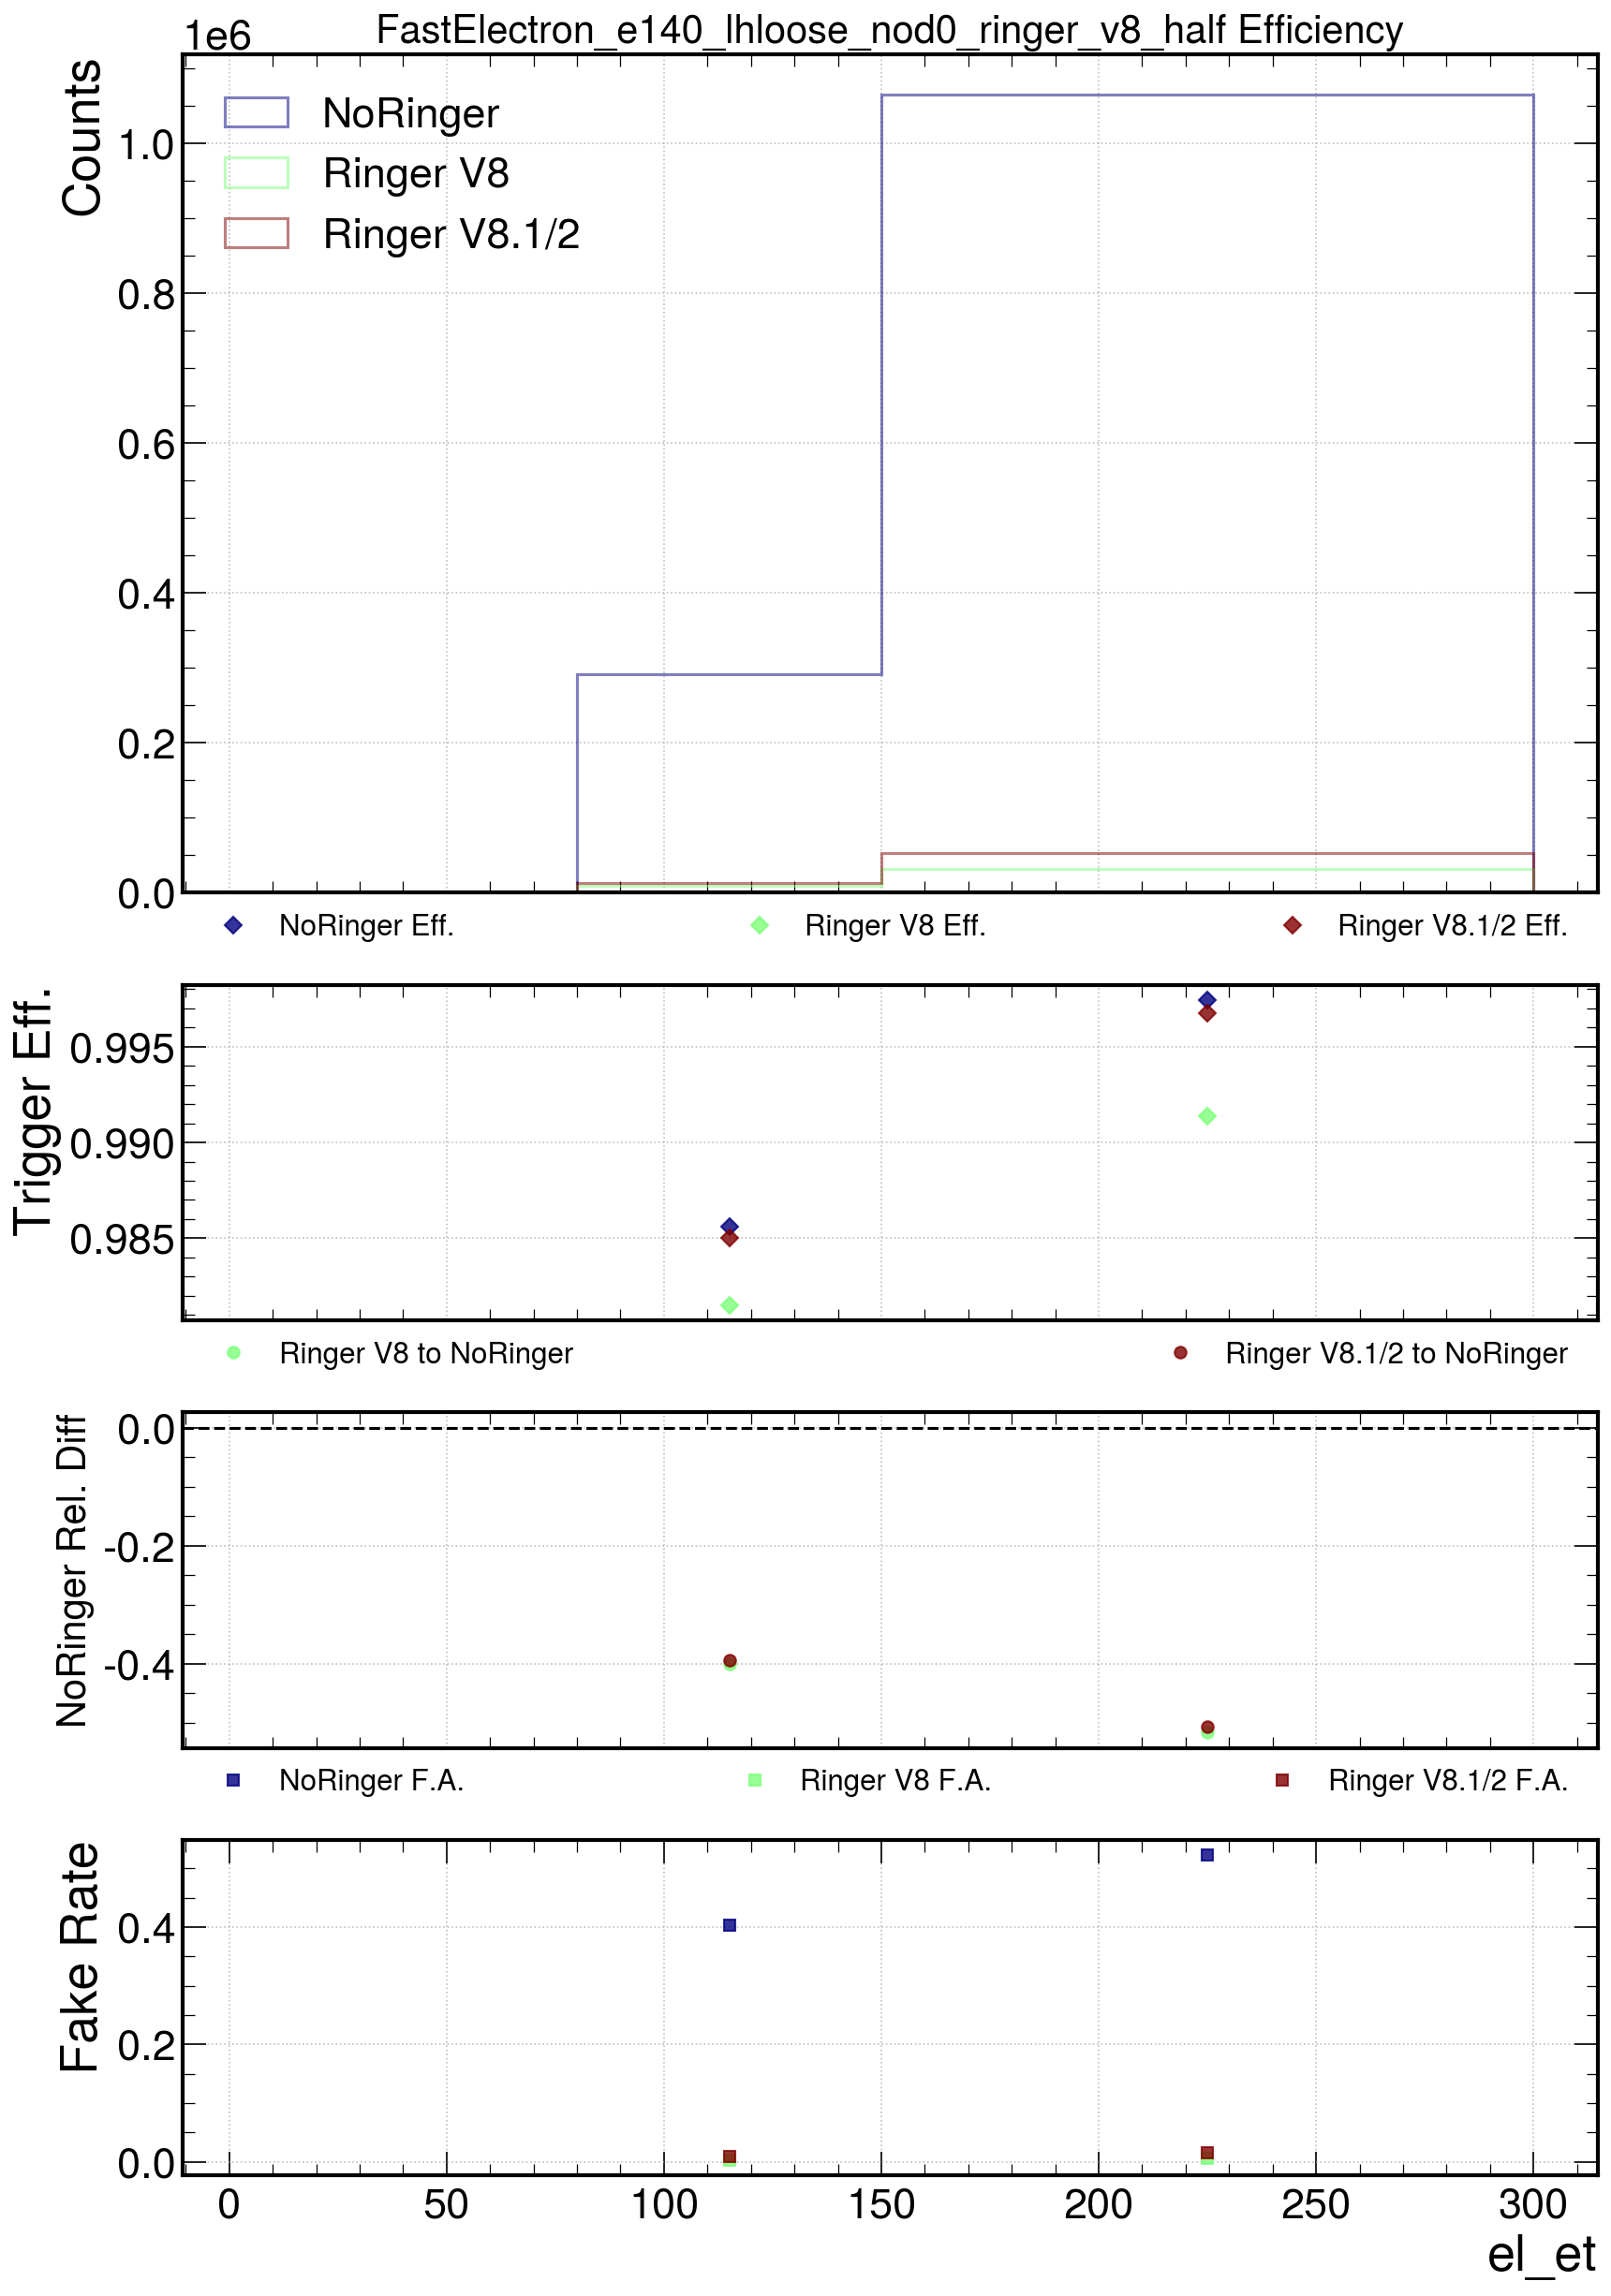 1e6 FastElectron_e140_lhloose_nod0_ringer_v8_half Efficiency
Counts
NoRinger
Ringer V8
Ringer V8.1/2
1.0
0.8
0.6
0.4
0.2
0.0
NoRinger Eff. Ringer V8 Eff. Ringer V8.1/2 Eff.
Trigger Eff.
0.995
0.990
0.985
Ringer V8 to NoRinger Ringer V8.1/2 to NoRinger
NoRinger Rel. Diff
0.0
-0.2
-0.4
NoRinger F.A. Ringer V8 F.A. Ringer V8.1/2 F.A.
Fake Rate
0.4
0.2
0.0
0 50 100 150 200 250 300
el_et